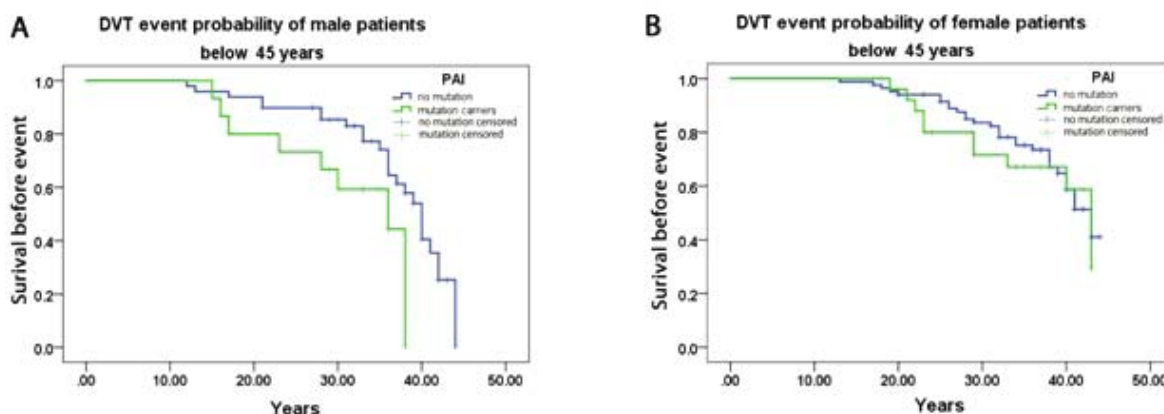 A
DVT event probability of male patients
below 45 years
PAI
no mutation
mutation carriers
no mutation censored
mutation censored
1.0
0.8
0.6
0.4
0.2
0.0
Surival before event
.00 10.00 20.00 30.00 40.00 50.00
Years
B
DVT event probability of female patients
below 45 years
PAI
no mutation
mutation carriers
no mutation censored
mutation censored
1.0
0.8
0.6
0.4
0.2
0.0
Surival before event
.00 10.00 20.00 30.00 40.00 50.00
Years